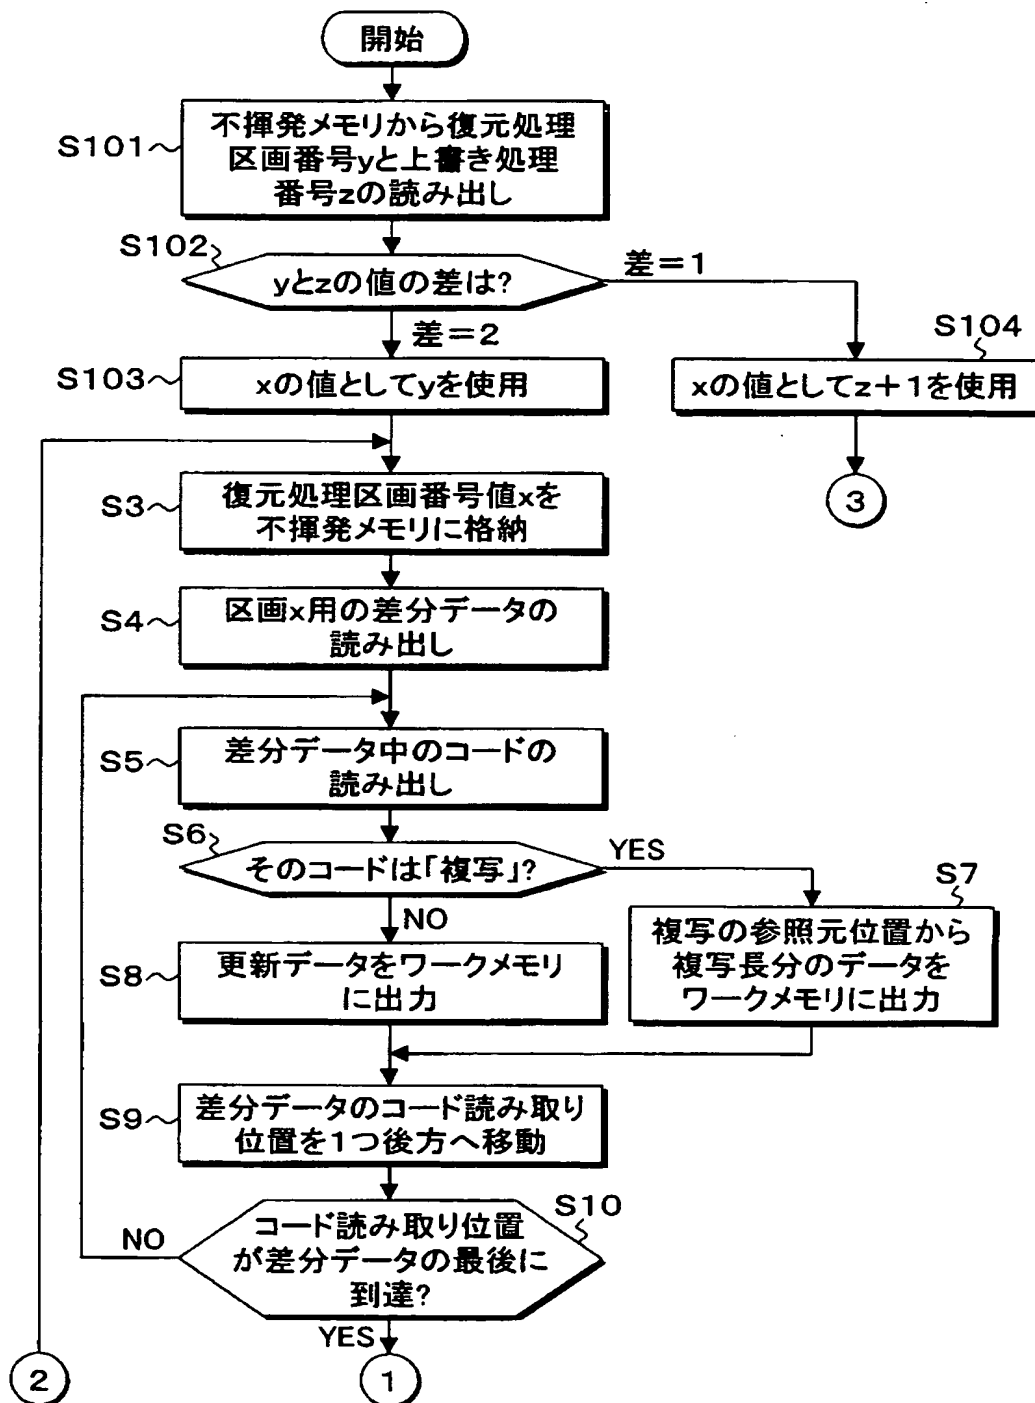 開始
S101
不揮発メモリから復元処理
区画番号yと上書き処理
番号zの読み出し
S102
yとzの値の差は?
差=1
差=2
S103
xの値としてyを使用
S104
xの値としてz+1を使用
3
S3
復元処理区画番号値xを
不揮発メモリに格納
S4
区画x用の差分データの
読み出し
S5
差分データ中のコードの
読み出し
S6
そのコードは「複写」?
YES
NO
S7
複写の参照元位置から
複写長分のデータを
ワークメモリに出力
S8
更新データをワークメモリ
に出力
S9
差分データのコード読み取り
位置を1つ後方へ移動
S10
コード読み取り位置
が差分データの最後に
到達?
NO
YES
2
1